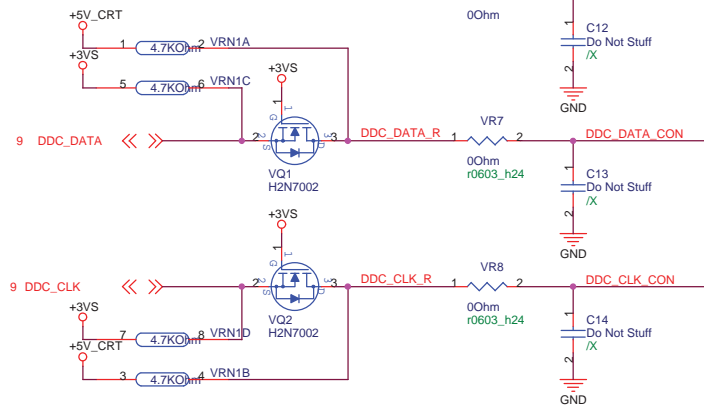 +5V_CRT
1 4.7KOhm 2 VRN1A
+3VS
5 4.7KOhm 6 VRN1C
+3VS
1
G
2 S
3 D
9 DDC_DATA
VQ1
H2N7002
DDC_DATA_R
1 VR7 2
0Ohm
r0603_h24
DDC_DATA_CON
0Ohm
C12
Do Not Stuff
/X
2
GND
1
C13
Do Not Stuff
/X
2
GND
+3VS
1
G
2 S
3 D
9 DDC_CLK
VQ2
H2N7002
DDC_CLK_R
1 VR8 2
0Ohm
r0603_h24
DDC_CLK_CON
+3VS
7 4.7KOhm 8 VRN1D
+5V_CRT
3 4.7KOhm 4 VRN1B
1
C14
Do Not Stuff
/X
2
GND